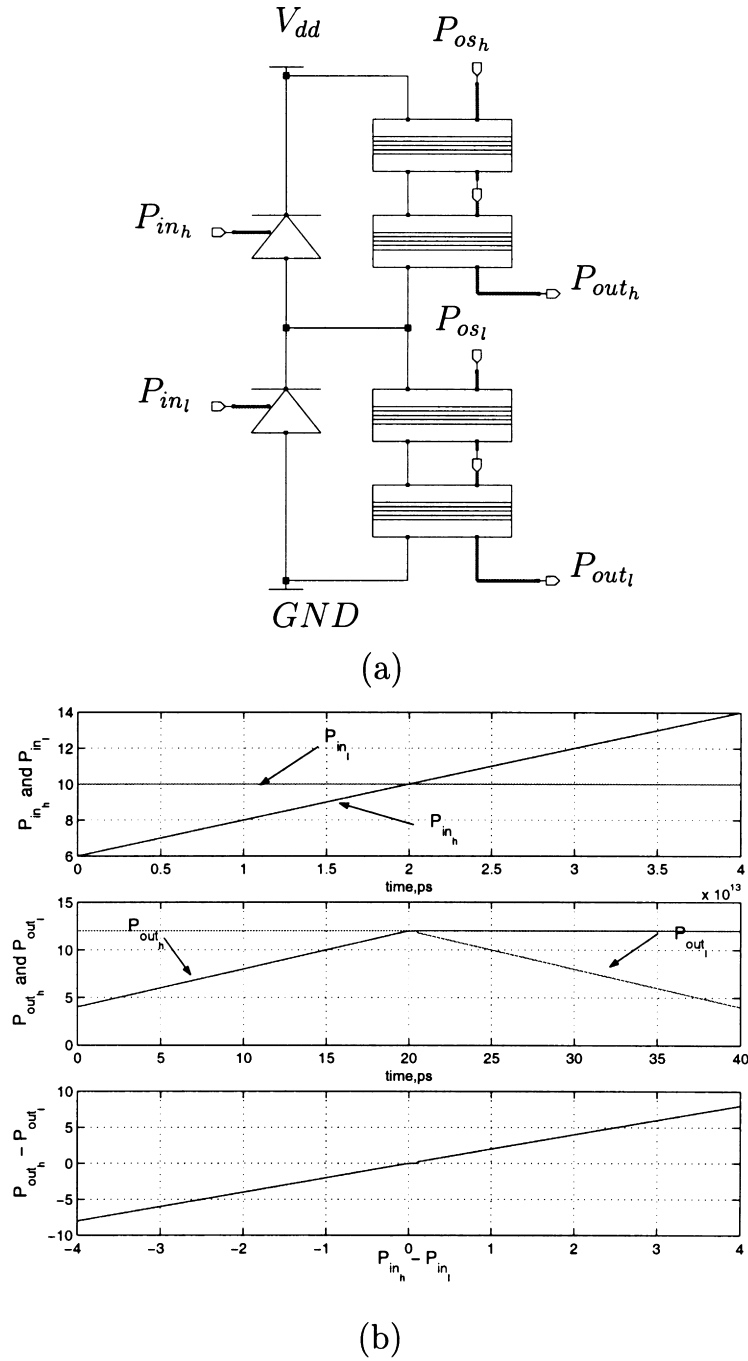 V_dd
P_os_h
P_in_h
P_out_h
P_os_l
P_in_l
P_out_l
GND
(a)
P_in_h and P_in_l
14
12
10
8
6
P_in_l
P_in_h
0 0.5 1 1.5 2 2.5 3 3.5 4
time,ps
x 10^13
P_out_h and P_out_l
15
10
5
0
P_out_h
P_out_l
0 5 10 15 20 25 30 35 40
time,ps
P_out_h − P_out_l
10
5
0
−5
−10
−4 −3 −2 −1 0 1 2 3 4
P_in_h − P_in_l
(b)